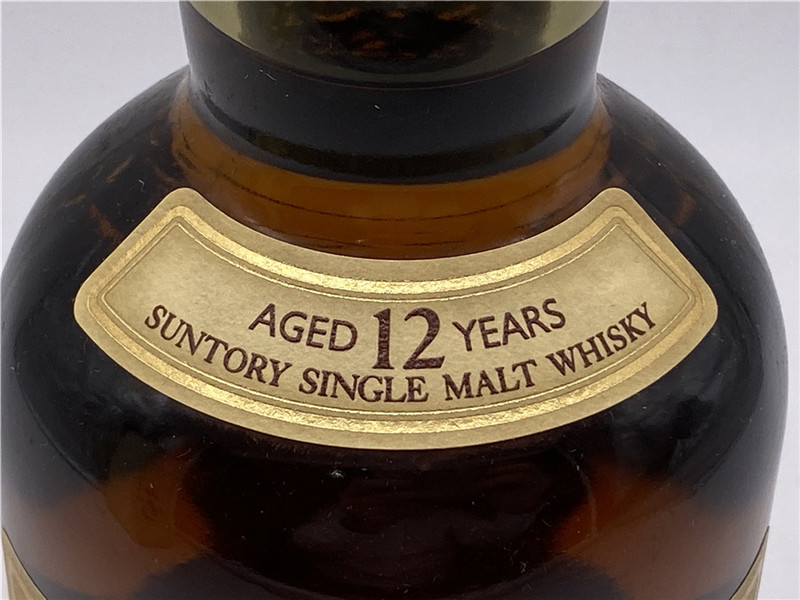 AGED 12 YEARS
SUNTORY SINGLE MALT WHISKY